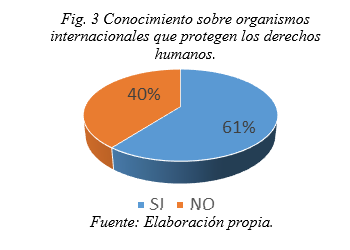 Fig. 3 Conocimiento sobre organismos
internacionales que protegen los derechos
humanos.
40%
61%
SI NO
Fuente: Elaboración propia.